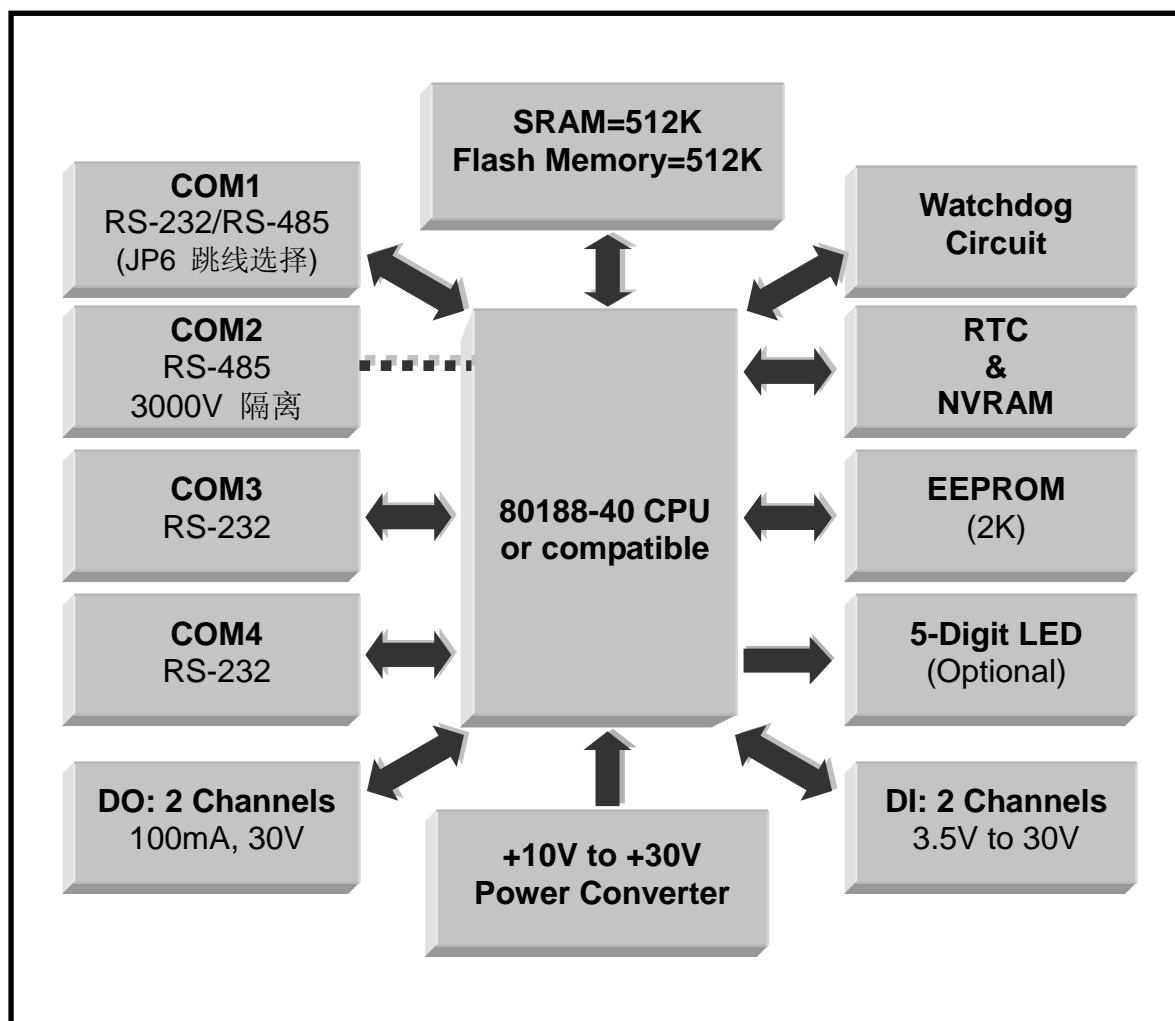 SRAM=512K
Flash Memory=512K
COM1
RS-232/RS-485
(JP6 跳线选择)
Watchdog
Circuit
COM2
RS-485
3000V 隔离
RTC
&
NVRAM
COM3
RS-232
80188-40 CPU
or compatible
EEPROM
(2K)
COM4
RS-232
5-Digit LED
(Optional)
DO: 2 Channels
100mA, 30V
+10V to +30V
Power Converter
DI: 2 Channels
3.5V to 30V